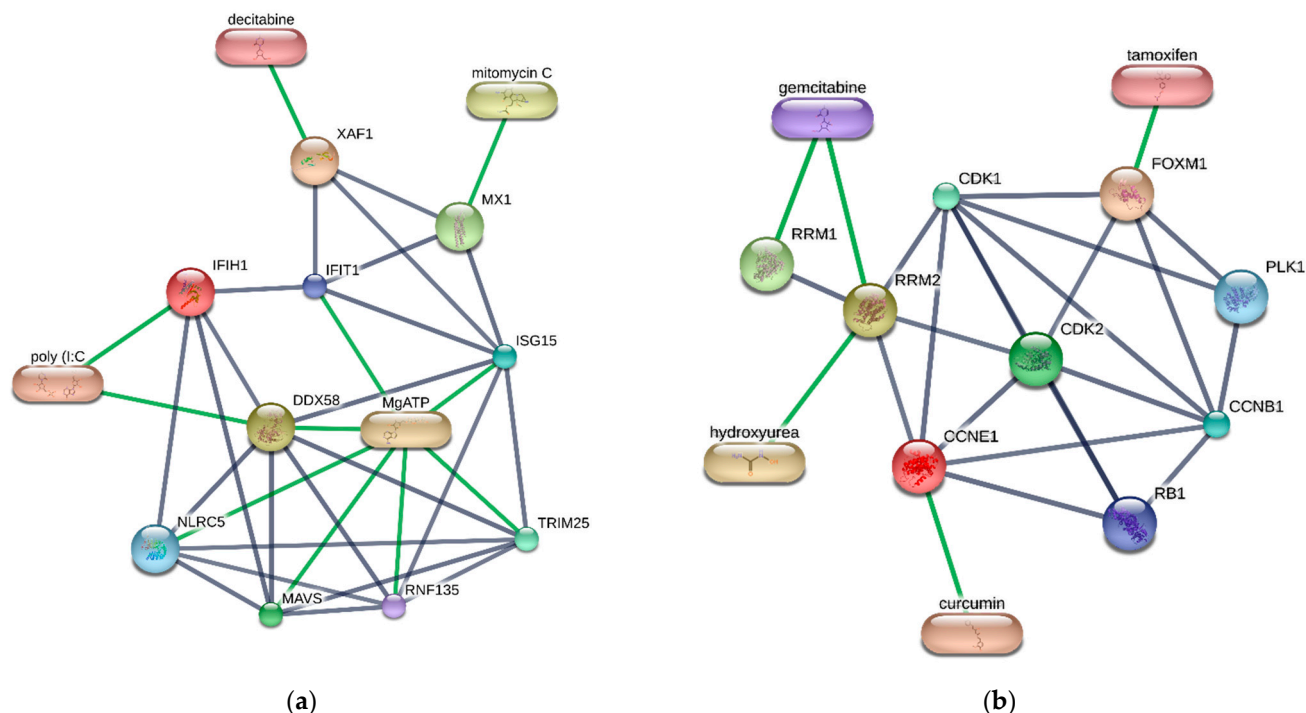 decitabine
mitomycin C
XAF1
MX1
IFIH1
IFIT1
ISG15
poly (I:C
DDX58
MgATP
NLRC5
TRIM25
MAVS
RNF135
(a)
tamoxifen
gemcitabine
CDK1
FOXM1
RRM1
RRM2
PLK1
CDK2
CCNB1
hydroxyurea
CCNE1
RB1
curcumin
(b)